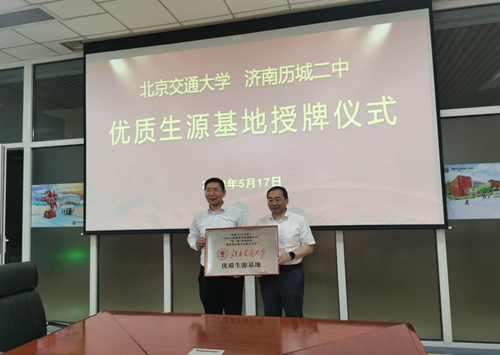 北京交通大学 济南历城二中
优质生源基地授牌仪式
年5月17日
北京交通大学
优质生源基地